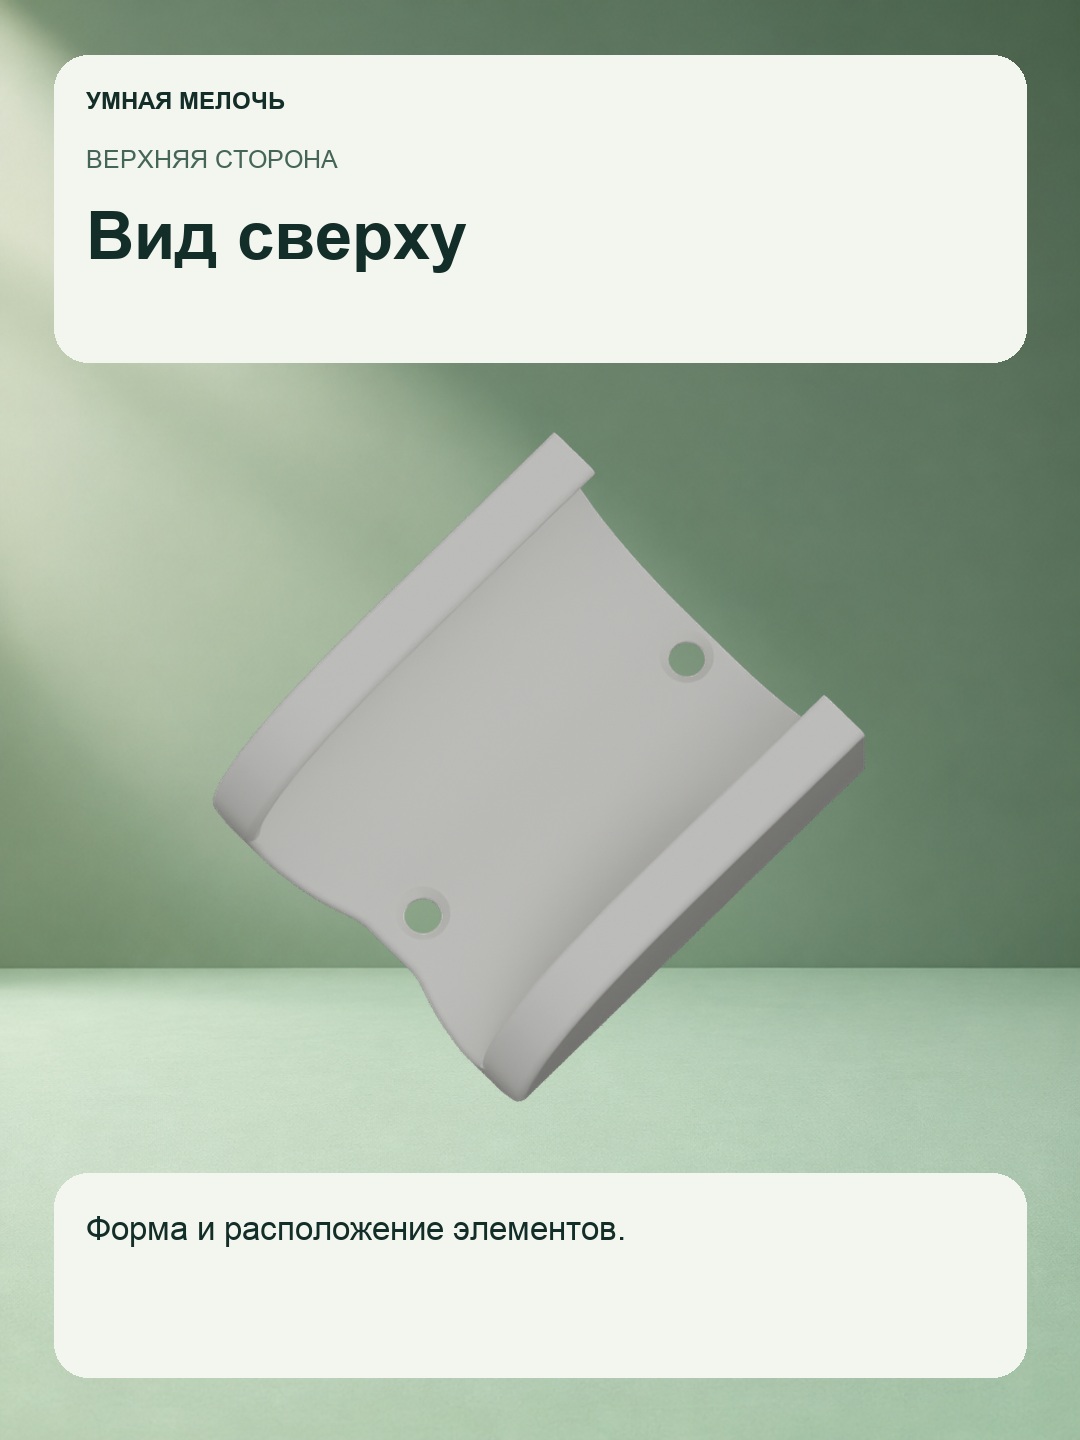 УМНАЯ МЕЛОЧЬ
ВЕРХНЯЯ СТОРОНА
Вид сверху
Форма и расположение элементов.